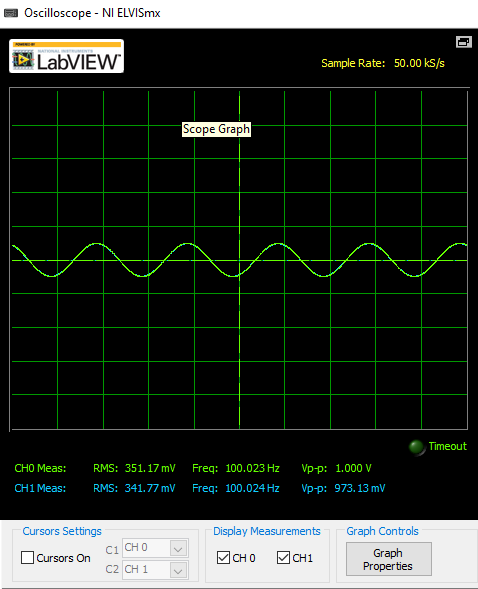 Oscilloscope - NI ELVISmx
POWERED BY
NATIONAL INSTRUMENTS
LabVIEW™
Sample Rate: 50.00 kS/s
Scope Graph
Timeout
CH0 Meas: RMS: 351.17 mV Freq: 100.023 Hz Vp-p: 1.000 V
CH1 Meas: RMS: 341.77 mV Freq: 100.024 Hz Vp-p: 973.13 mV
Cursors Settings
Cursors On
C1 CH 0
C2 CH 1
Display Measurements
CH 0 CH1
Graph Controls
Graph
Properties